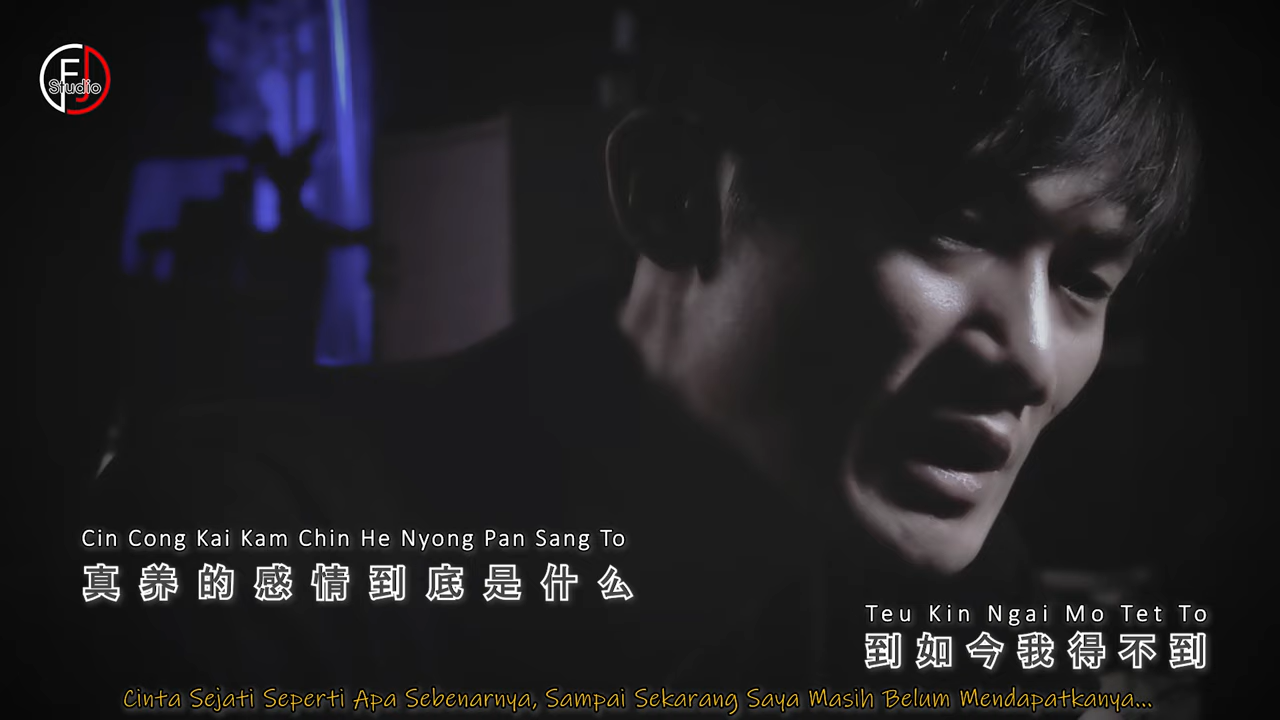 FJ
Studio
Cin Cong Kai Kam Chin He Nyong Pan Sang To
真养的感情到底是什么
Teu Kin Ngai Mo Tet To
到如今我得不到
Cinta Sejati Seperti Apa Sebenarnya, Sampai Sekarang Saya Masih Belum Mendapatkanya...